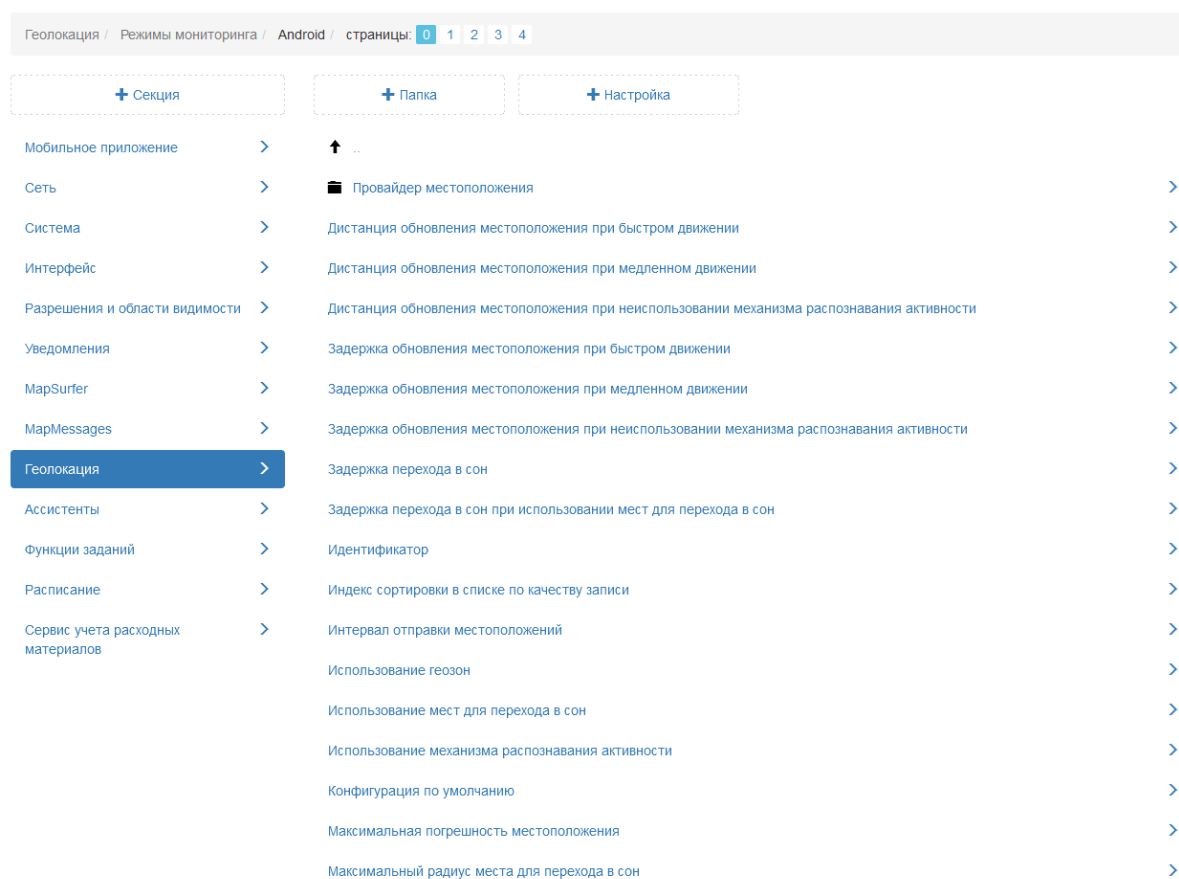 Геолокация / Режимы мониторинга / Android / страницы: 0 1 2 3 4
Секция
Папка
Настройка
Мобильное приложение
Сеть
Система
Интерфейс
Разрешения и области видимости
Уведомления
MapSurfer
MapMessages
Геолокация
Ассистенты
Функции заданий
Расписание
Сервис учета расходных
материалов
..
Провайдер местоположения
Дистанция обновления местоположения при быстром движении
Дистанция обновления местоположения при медленном движении
Дистанция обновления местоположения при неиспользовании механизма распознавания активности
Задержка обновления местоположения при быстром движении
Задержка обновления местоположения при медленном движении
Задержка обновления местоположения при неиспользовании механизма распознавания активности
Задержка перехода в сон
Задержка перехода в сон при использовании мест для перехода в сон
Идентификатор
Индекс сортировки в списке по качеству записи
Интервал отправки местоположений
Использование геозон
Использование мест для перехода в сон
Использование механизма распознавания активности
Конфигурация по умолчанию
Максимальная погрешность местоположения
Максимальный радиус места для перехода в сон